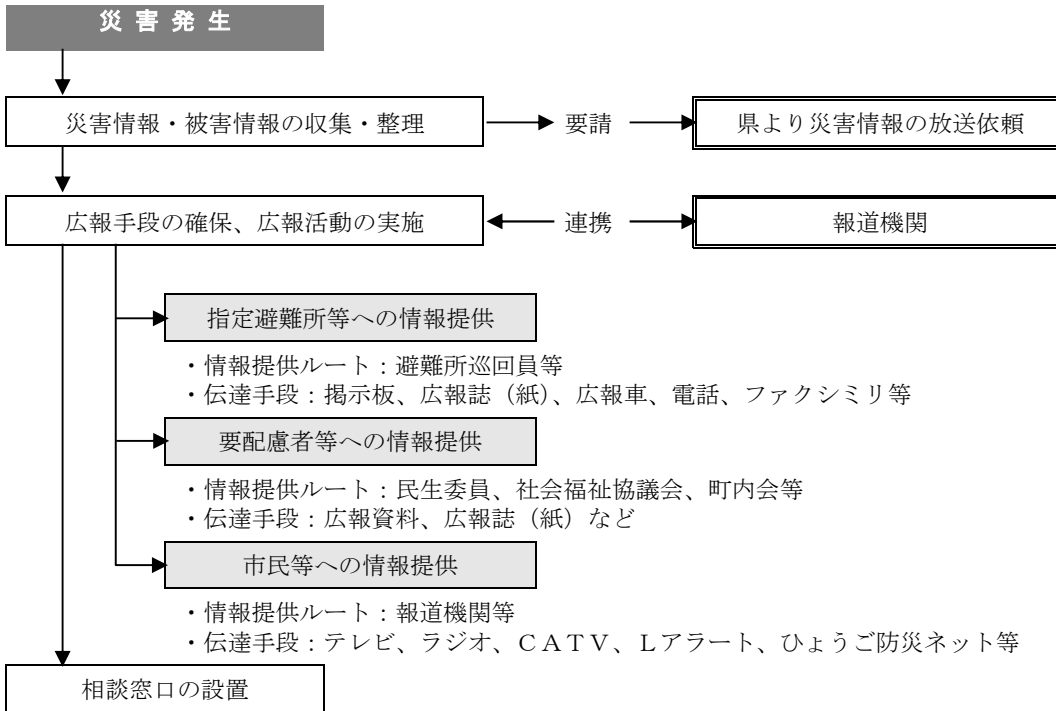 災害発生
災害情報・被害情報の収集・整理
要請
県より災害情報の放送依頼
広報手段の確保、広報活動の実施
連携
報道機関
指定避難所等への情報提供
・情報提供ルート：避難所巡回員等
・伝達手段：掲示板、広報誌（紙）、広報車、電話、ファクシミリ等
要配慮者等への情報提供
・情報提供ルート：民生委員、社会福祉協議会、町内会等
・伝達手段：広報資料、広報誌（紙）など
市民等への情報提供
・情報提供ルート：報道機関等
・伝達手段：テレビ、ラジオ、ＣＡＴＶ、Ｌアラート、ひょうご防災ネット等
相談窓口の設置